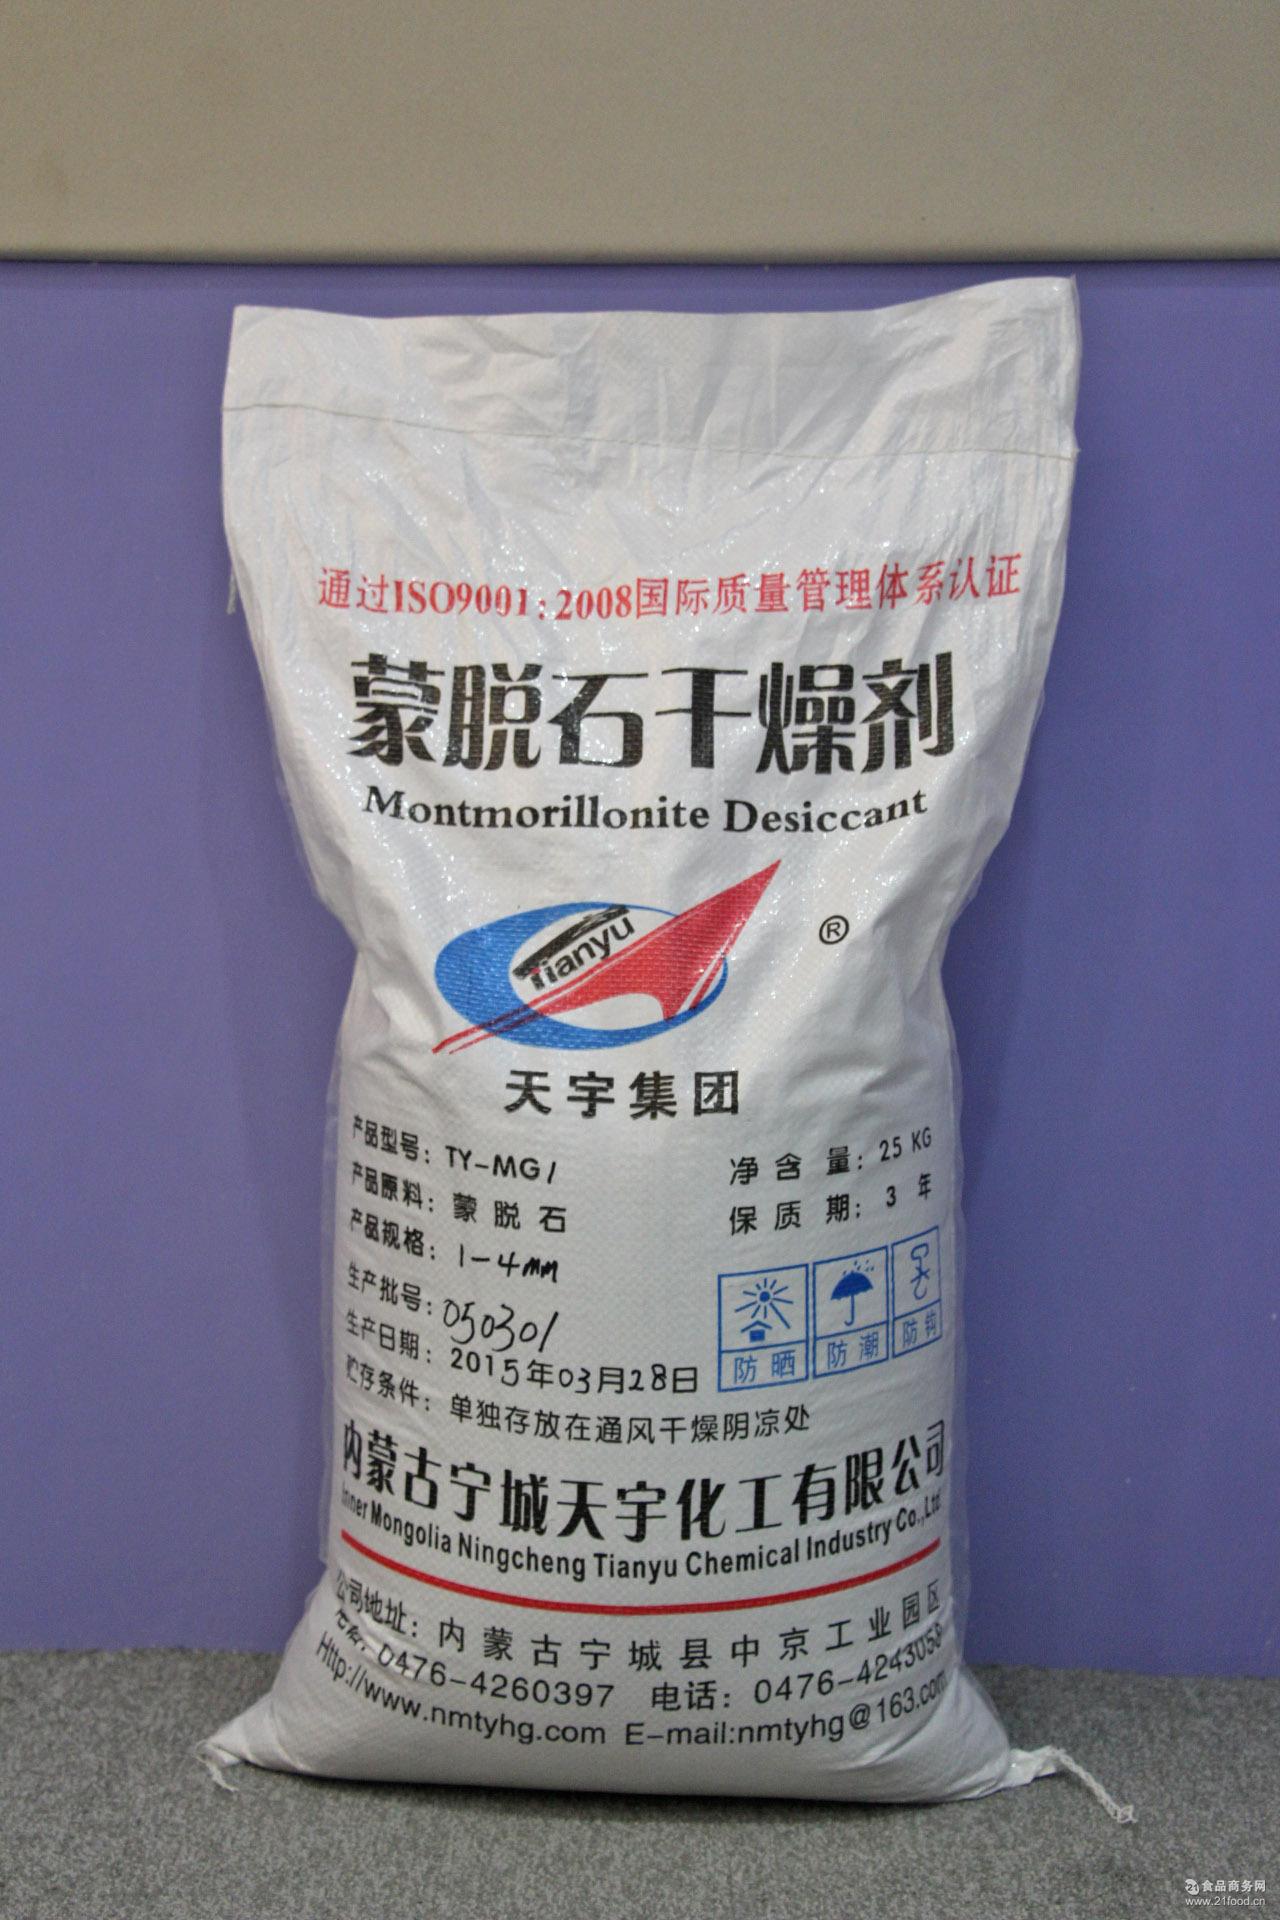 通过ISO9001:2008国际质量管理体系认证
蒙脱石干燥剂
Montmorillonite Desiccant
Tianyu
®
天宇集团
产品型号：TY-MG1
净含量：25 KG
产品原料：蒙脱石
保质期：3年
产品规格：1-4mm
生产批号：050301
生产日期：2015年03月28日
防晒 防潮 防钩
贮存条件：单独存放在通风干燥阴凉处
内蒙古宁城天宇化工有限公司
Inner Mongolia Ningcheng Tianyu Chemical Industry Co.,Ltd
公司地址：内蒙古宁城县中京工业园区
0476-4260397 电话：0476-4243058
Http://www.nmtyhg.com E-mail:nmtyhg@163.com
食品商务网
www.21food.cn